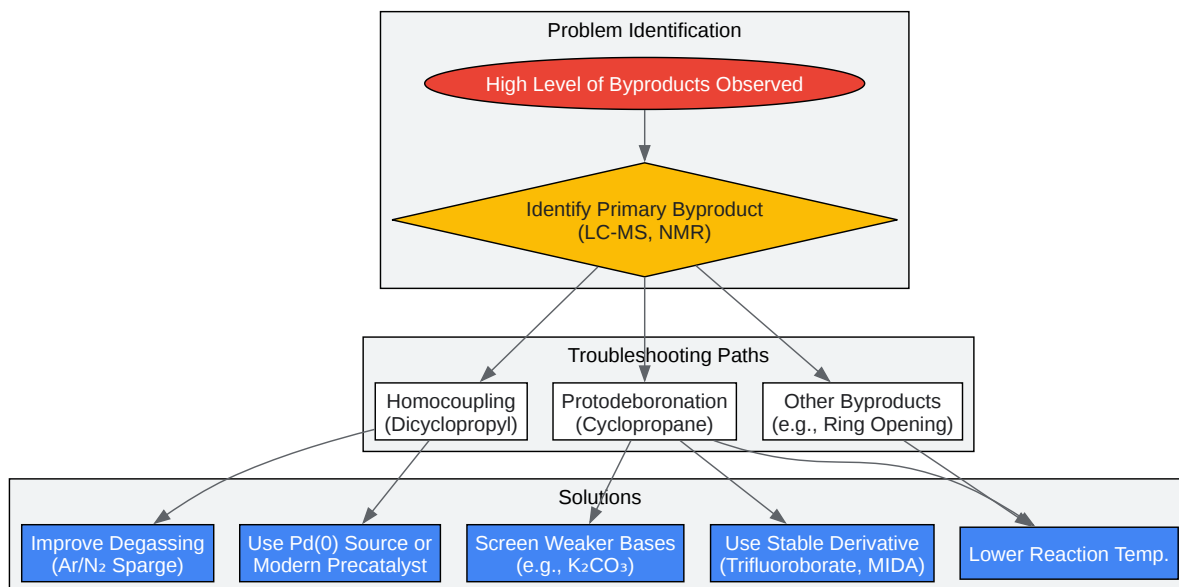 Problem Identification
High Level of Byproducts Observed
Identify Primary Byproduct
(LC-MS, NMR)
Troubleshooting Paths
Homocoupling
(Dicyclopropyl)
Protodeboronation
(Cyclopropane)
Other Byproducts
(e.g., Ring Opening)
Solutions
Improve Degassing
(Ar/N₂ Sparge)
Use Pd(0) Source or
Modern Precatalyst
Screen Weaker Bases
(e.g., K₂CO₃)
Use Stable Derivative
(Trifluoroborate, MIDA)
Lower Reaction Temp.